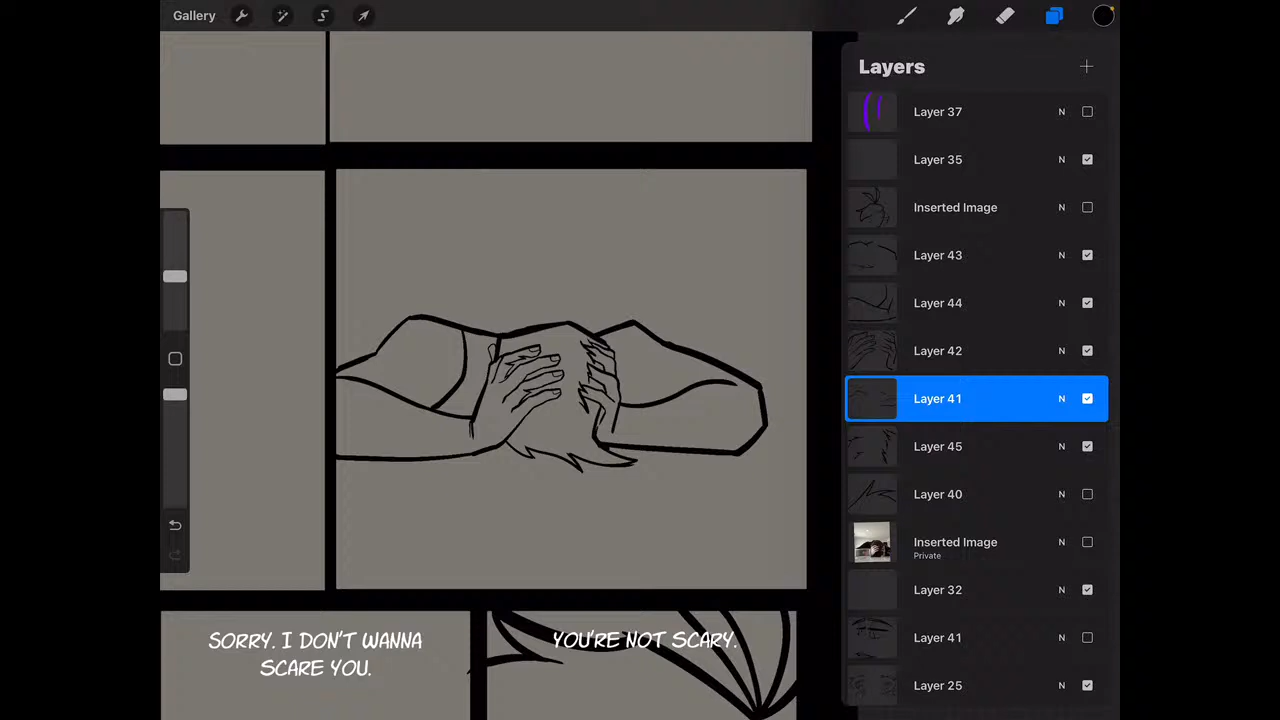 Gallery
Layers
Layer 37 N
Layer 35 N
Inserted Image N
Layer 43 N
Layer 44 N
Layer 42 N
Layer 41 N
Layer 45 N
Layer 40 N
Inserted Image N
Private
Layer 32 N
Layer 41 N
Layer 25 N
SORRY. I DON'T WANNA
SCARE YOU.
YOU'RE NOT SCARY.